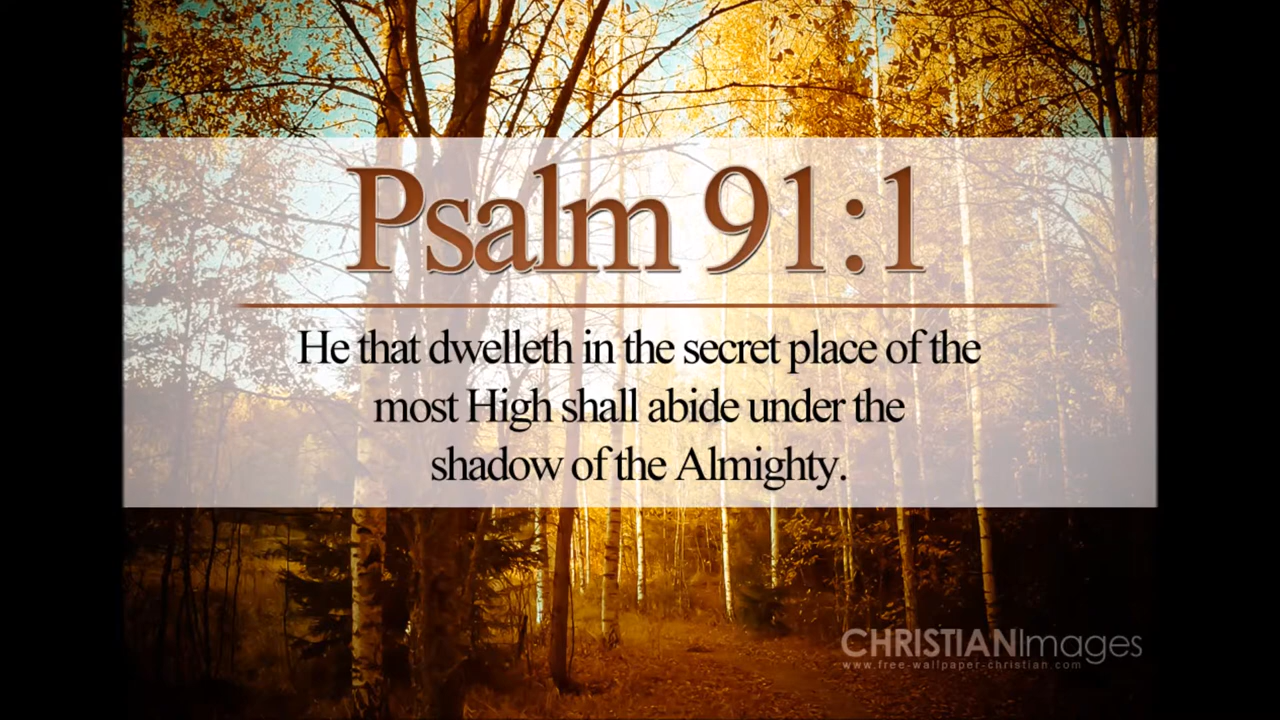 Psalm 91:1
He that dwelleth in the secret place of the
most High shall abide under the
shadow of the Almighty.
CHRISTIANImages
www.free-wallpaper-christian.com